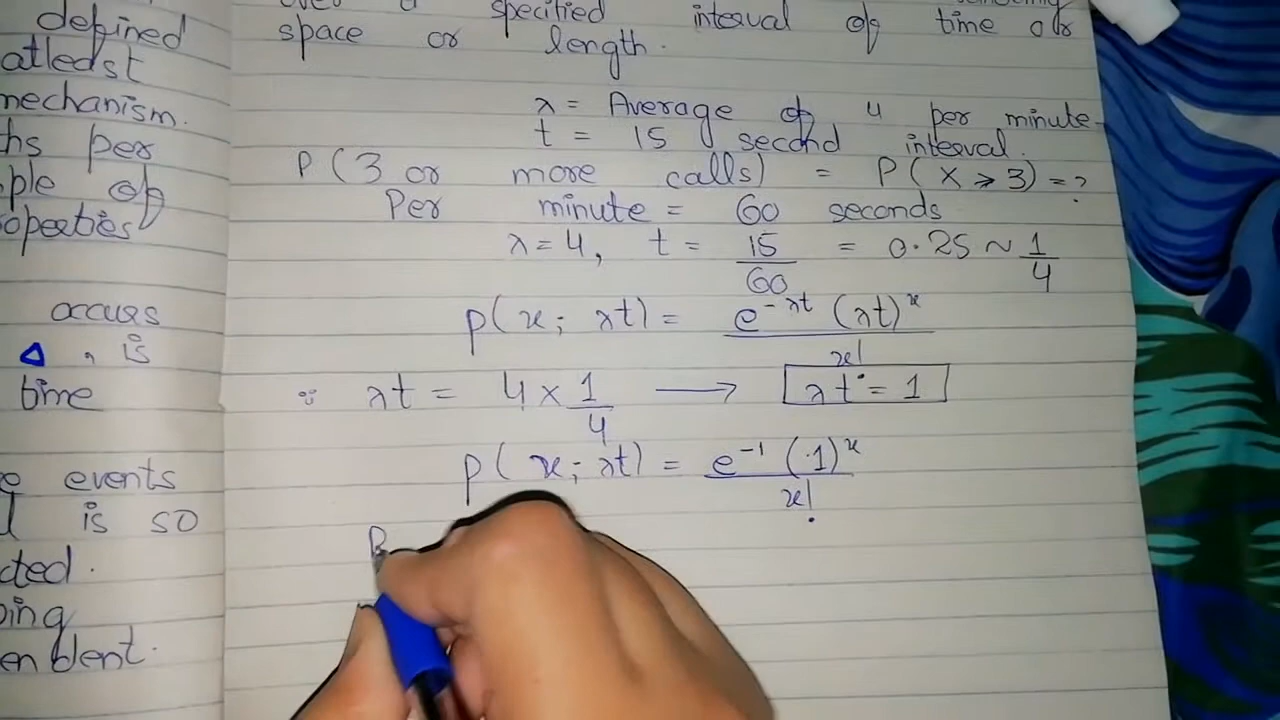 defined
atleast
mechanism.
ths per
ple of
operties
occurs
Δ, is
time
events
is so
cted.
oing
endent.
over a specified interval of time or
space or length.
λ = Average of 4 per minute
t = 15 second interval.
P(3 or more calls) = P(X ≥ 3) = ?
Per minute = 60 seconds
λ = 4, t = 15/60 = 0.25 ~ 1/4
p(x; λt) = e^-λt (λt)^x / x!
∵ λt = 4 × 1/4 → λt = 1
p(x; λt) = e^-1 (1)^x / x!
P